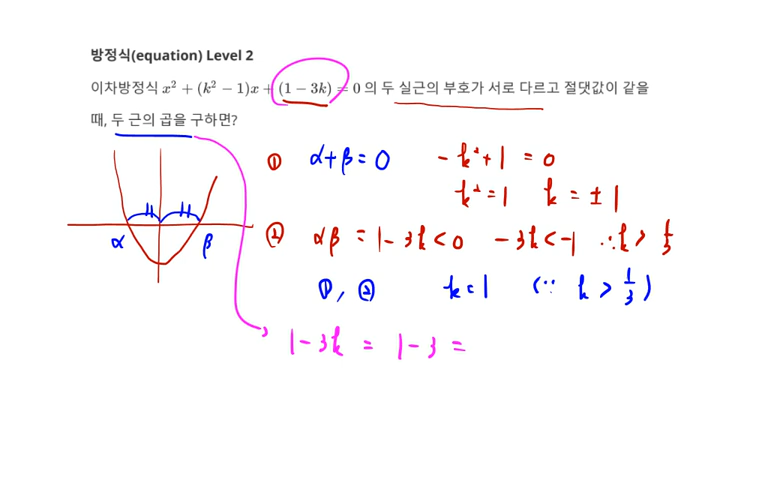 방정식(equation) Level 2
이차방정식 x² + (k² − 1)x + (1 − 3k) = 0 의 두 실근의 부호가 서로 다르고 절댓값이 같을
때, 두 근의 곱을 구하면?
① α+β = 0 -k²+1 = 0
k²=1 k = ±1
② αβ = 1-3k<0 -3k<-1 ∴k> 1/3
①, ② k=1 (∵ k > 1/3)
α β
1-3k = 1-3 =